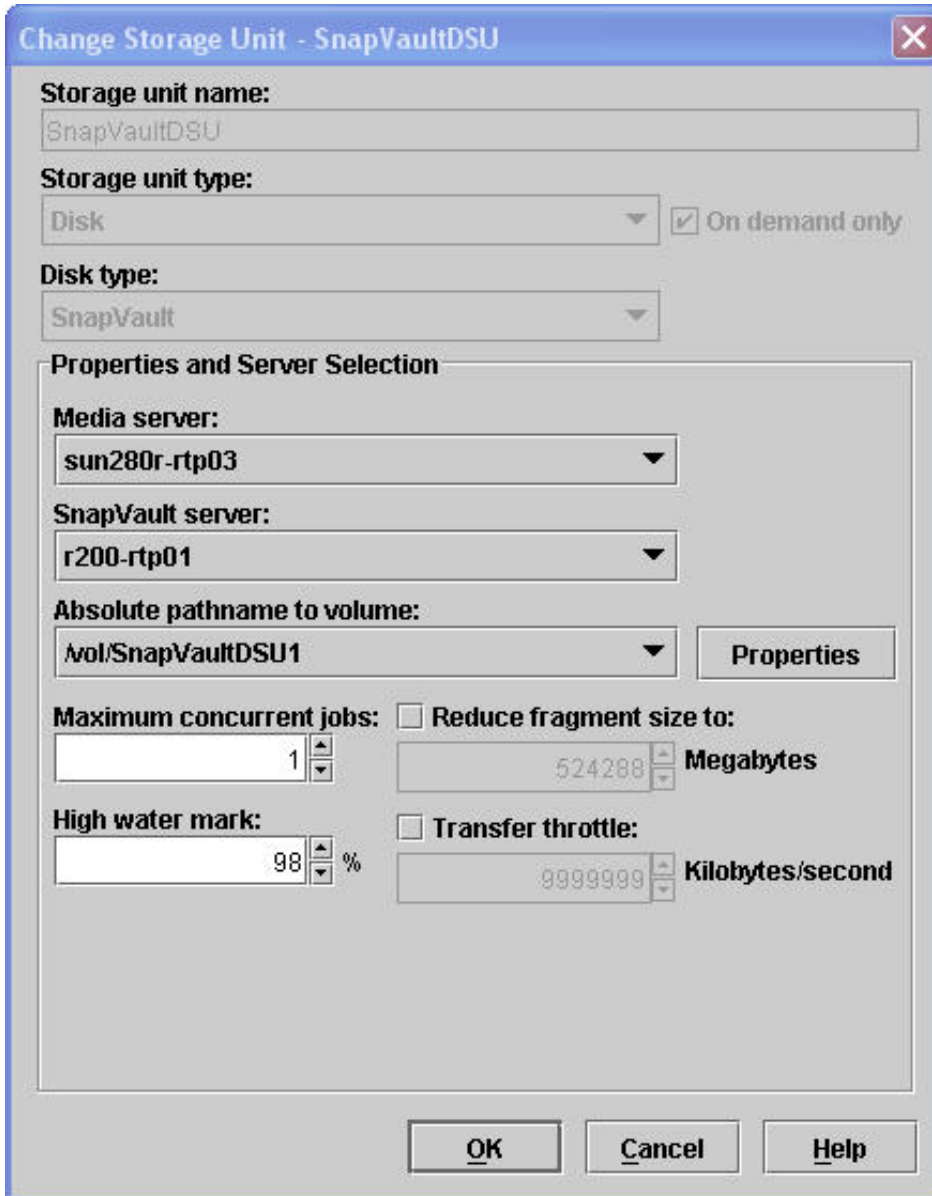 Change Storage Unit - SnapVaultDSU
Storage unit name:
SnapVaultDSU
Storage unit type:
Disk
On demand only
Disk type:
SnapVault
Properties and Server Selection
Media server:
sun280r-rtp03
SnapVault server:
r200-rtp01
Absolute pathname to volume:
/vol/SnapVaultDSU1
Properties
Maximum concurrent jobs:
Reduce fragment size to:
1
524288
Megabytes
High water mark:
Transfer throttle:
98
%
9999999
Kilobytes/second
OK
Cancel
Help